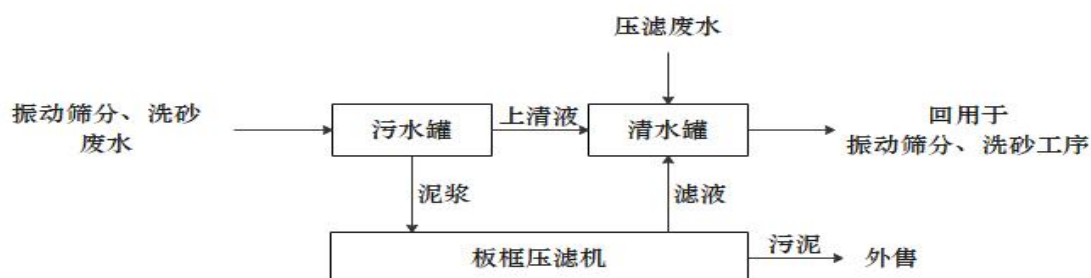 压滤废水
振动筛分、洗砂
废水
污水罐
上清液
清水罐
回用于
振动筛分、洗砂工序
泥浆
滤液
板框压滤机
污泥
外售